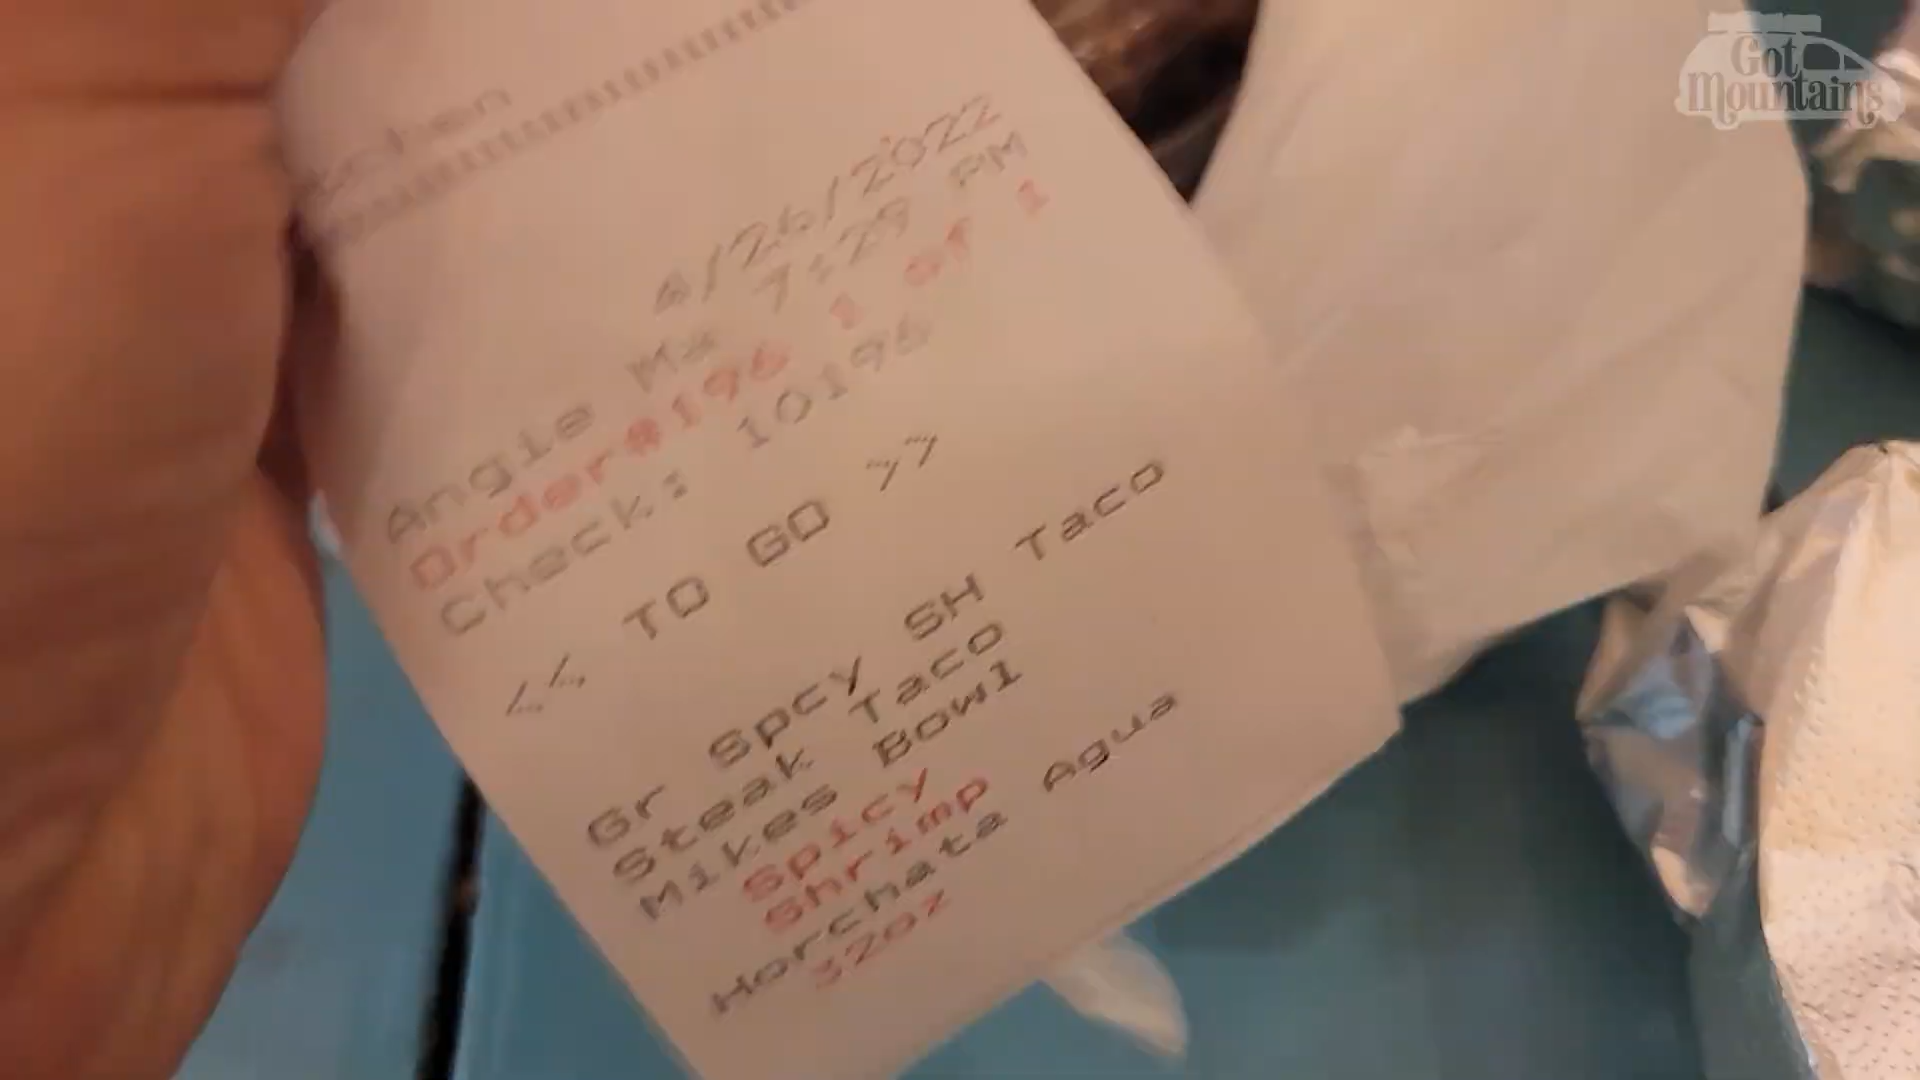 Got
Mountains
4/26/2022
Angie Ma 7:29 PM
Order#196 1 of 1
Check: 10196
<< TO GO >>
Gr Spcy SH Taco
Steak Taco
Mikes Bowl
Spicy
Shrimp
Horchata Agua
32oz